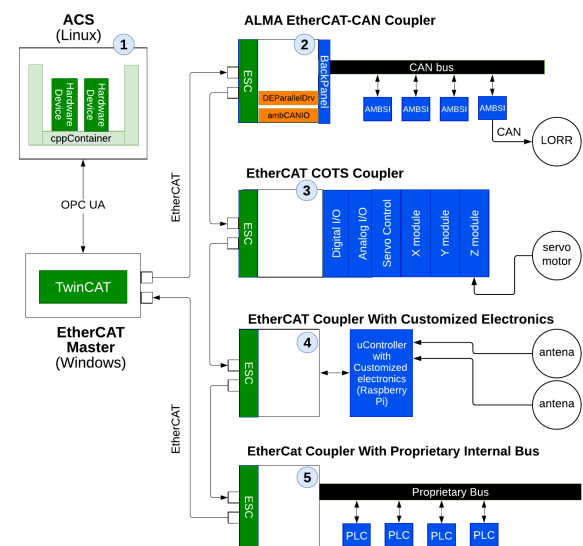 ACS
(Linux)
1
Hardware
Device
Hardware
Device
cppContainer
OPC UA
TwinCAT
EtherCAT
Master
(Windows)
EtherCAT
EtherCAT
ALMA EtherCAT-CAN Coupler
2
ESC
BackPanel
DEParallelDrv
ambCANIO
CAN bus
AMBSI
AMBSI
AMBSI
AMBSI
CAN
LORR
EtherCAT COTS Coupler
3
ESC
Digital I/O
Analog I/O
Servo Control
X module
Y module
Z module
servo
motor
EtherCAT Coupler With Customized Electronics
4
ESC
uController
with
Customized
electronics
(Raspberry
Pi)
antena
antena
EtherCat Coupler With Proprietary Internal Bus
5
ESC
Proprietary Bus
PLC
PLC
PLC
PLC